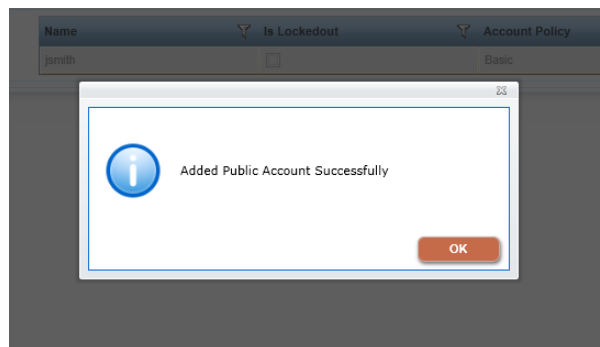 Name Is Lockedout Account Policy
jsmith Basic
Added Public Account Successfully
OK